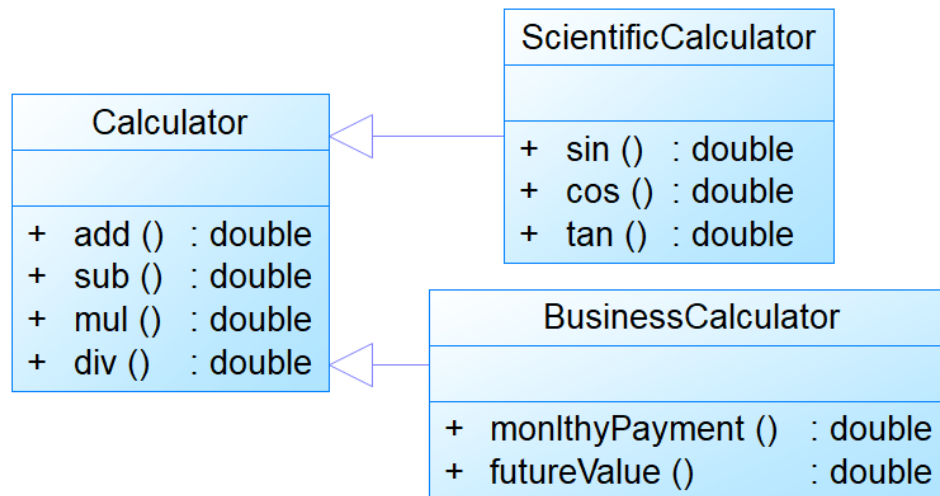 Calculator
+ add () : double
+ sub () : double
+ mul () : double
+ div () : double
ScientificCalculator
+ sin () : double
+ cos () : double
+ tan () : double
BusinessCalculator
+ monlthyPayment () : double
+ futureValue () : double